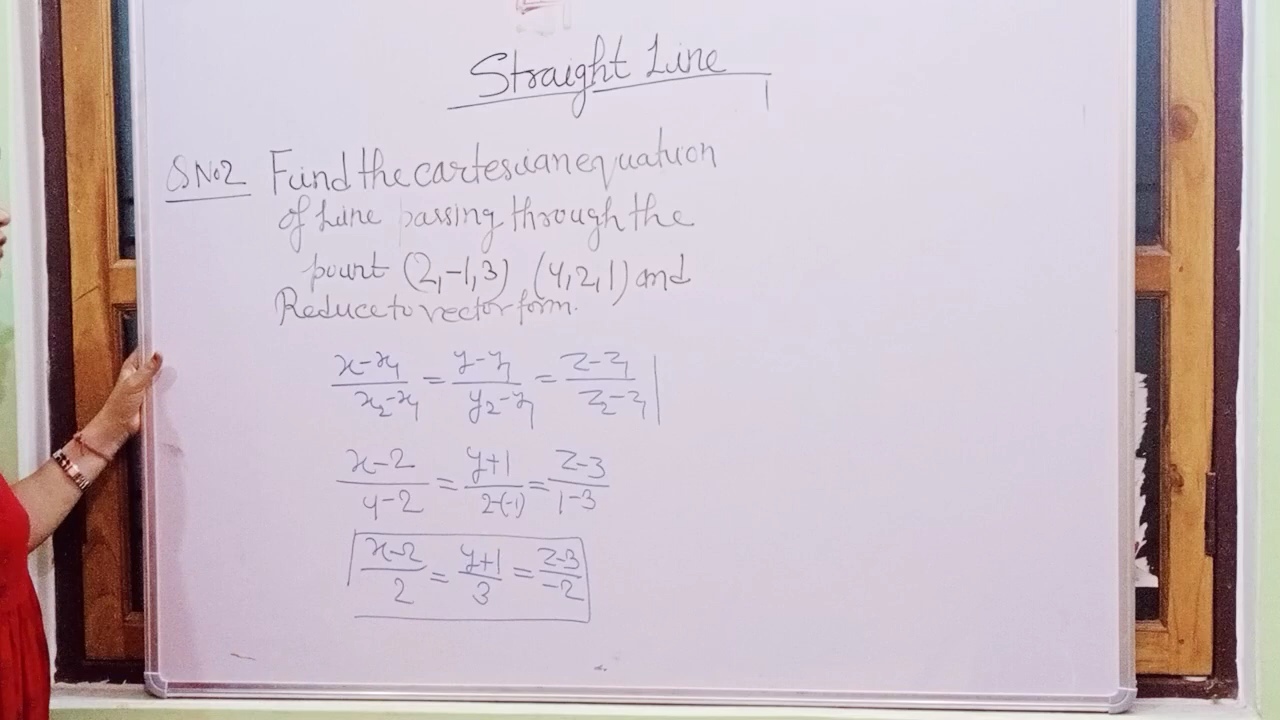 Straight Line
Q No2 Find the cartesian equation
of Line passing through the
point (2,-1,3) (4,2,1) and
Reduce to vector form.
x-x₁/x₂-x₁ = y-y₁/y₂-y₁ = z-z₁/z₂-z₁
x-2/4-2 = y+1/2-(-1) = z-3/1-3
x-2/2 = y+1/3 = z-3/-2